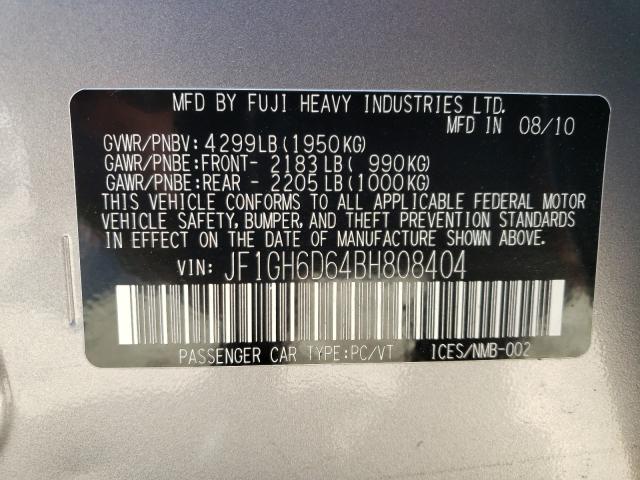 MFD BY FUJI HEAVY INDUSTRIES LTD.
MFD IN 08/10
GVWR/PNBV: 4299LB(1950KG)
GAWR/PNBE:FRONT- 2183LB( 990KG)
GAWR/PNBE:REAR - 2205LB(1000KG)
THIS VEHICLE CONFORMS TO ALL APPLICABLE FEDERAL MOTOR
VEHICLE SAFETY, BUMPER, AND THEFT PREVENTION STANDARDS
IN EFFECT ON THE DATE OF MANUFACTURE SHOWN ABOVE.
VIN: JF1GH6D64BH808404
PASSENGER CAR TYPE:PC/VT ICES/NMB-002